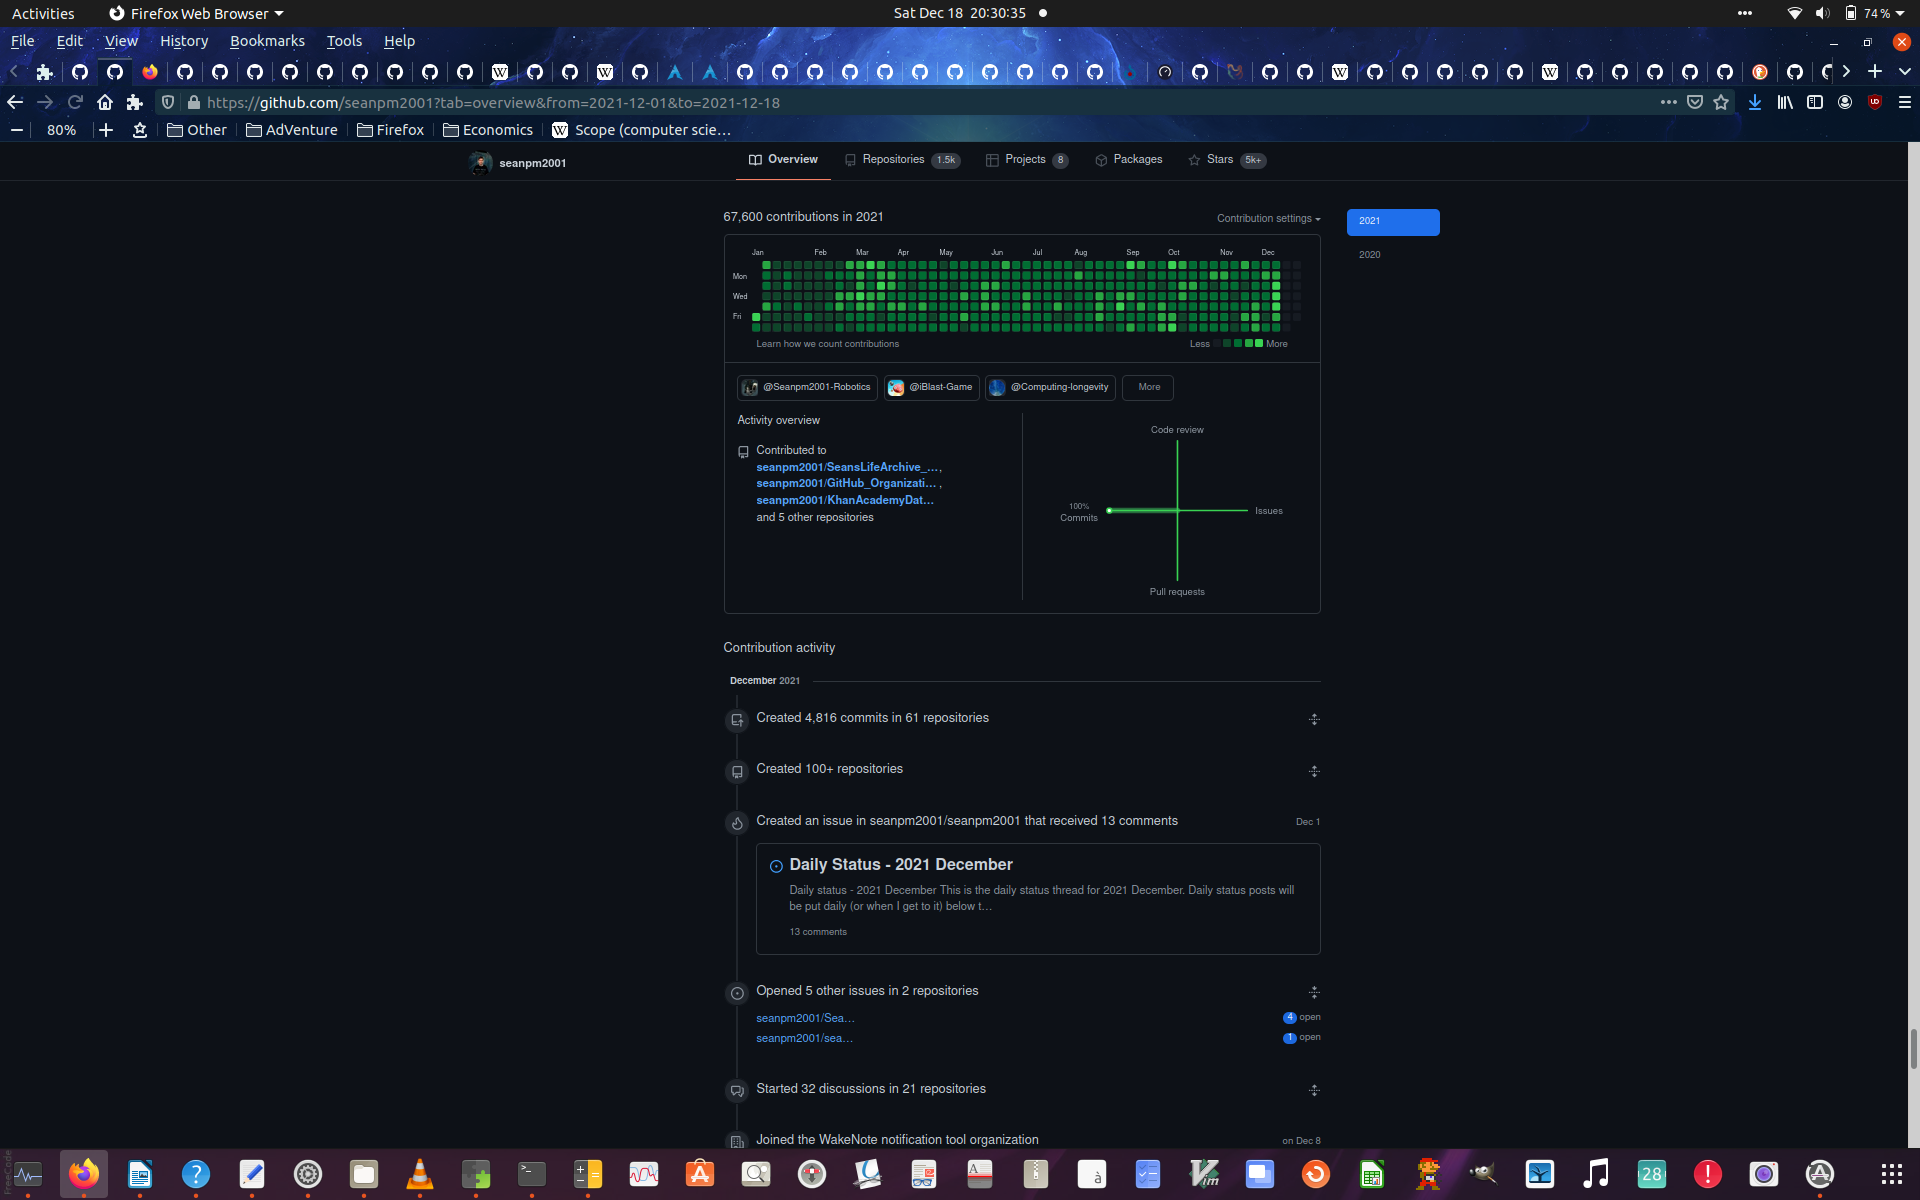 Activities
Firefox Web Browser
Sat Dec 18 20:30:35
74 %
File Edit View History Bookmarks Tools Help
https://github.com/seanpm2001?tab=overview&from=2021-12-01&to=2021-12-18
80%
Other
AdVenture
Firefox
Economics
Scope (computer scie…
seanpm2001
Overview
Repositories 1.5k
Projects 8
Packages
Stars 5k+
67,600 contributions in 2021
Contribution settings
2021
2020
Jan Feb Mar Apr May Jun Jul Aug Sep Oct Nov Dec
Mon
Wed
Fri
Learn how we count contributions
Less More
@Seanpm2001-Robotics
@iBlast-Game
@Computing-longevity
More
Activity overview
Contributed to
seanpm2001/SeansLifeArchive_…,
seanpm2001/GitHub_Organizati… ,
seanpm2001/KhanAcademyDat…
and 5 other repositories
Code review
100%
Commits
Issues
Pull requests
Contribution activity
December 2021
Created 4,816 commits in 61 repositories
Created 100+ repositories
Created an issue in seanpm2001/seanpm2001 that received 13 comments
Dec 1
Daily Status - 2021 December
Daily status - 2021 December This is the daily status thread for 2021 December. Daily status posts will
be put daily (or when I get to it) below t…
13 comments
Opened 5 other issues in 2 repositories
seanpm2001/Sea…
4 open
seanpm2001/sea…
1 open
Started 32 discussions in 21 repositories
Joined the WakeNote notification tool organization
on Dec 8
28